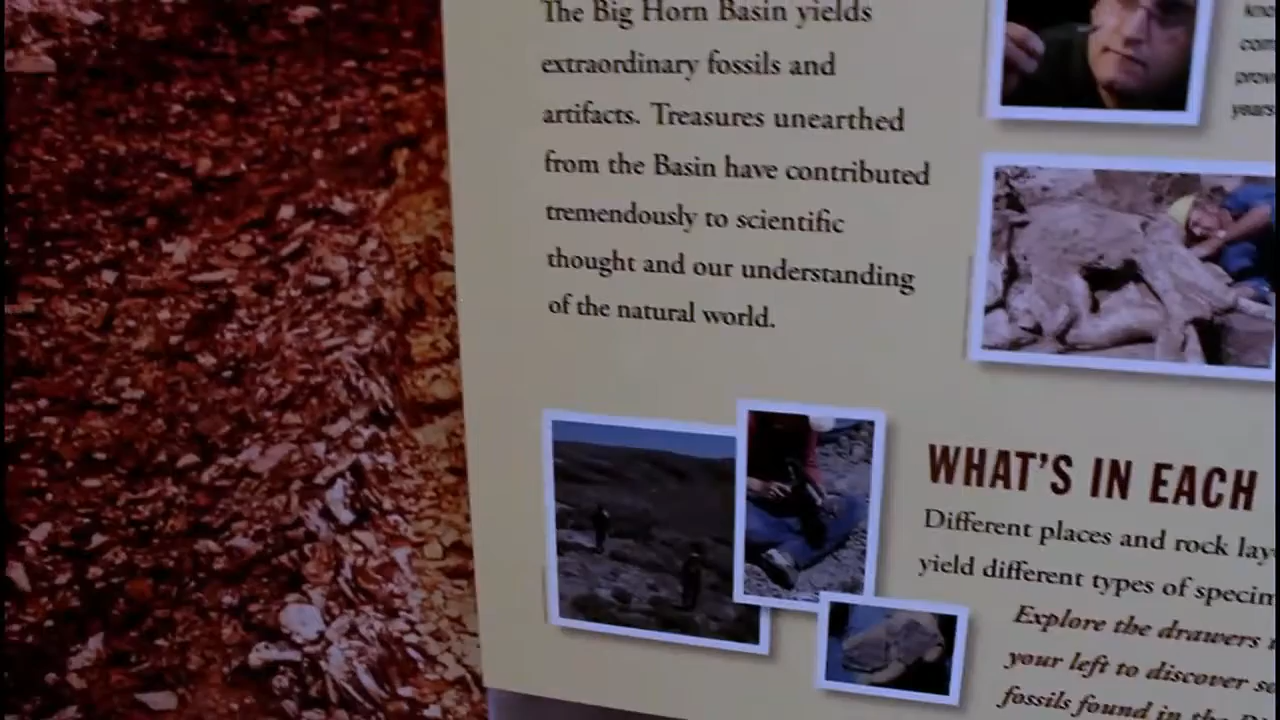 The Big Horn Basin yields
extraordinary fossils and
artifacts. Treasures unearthed
from the Basin have contributed
tremendously to scientific
thought and our understanding
of the natural world.
years
WHAT'S IN EACH
Different places and rock
yield different types of
Explore the drawers
your left to discover
fossils found in the